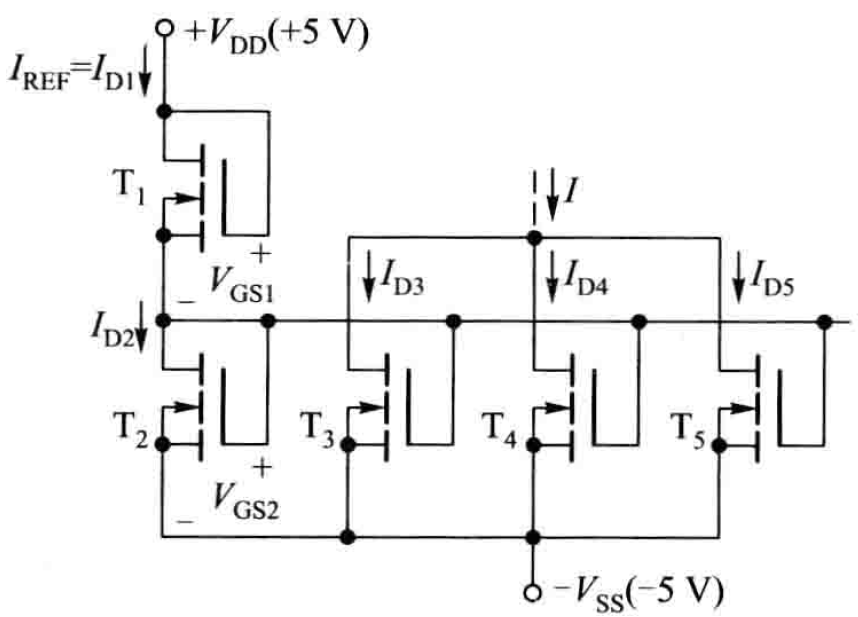 +V_DD(+5 V)
I_REF=I_D1
T_1
+
V_GS1
−
I
I_D2
I_D3
I_D4
I_D5
T_2
T_3
T_4
T_5
+
V_GS2
−
−V_SS(−5 V)